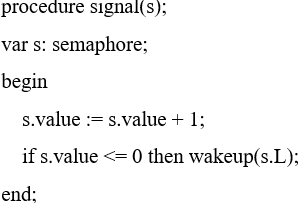 procedure signal(s);
var s: semaphore;
begin
s.value := s.value + 1;
if s.value <= 0 then wakeup(s.L);
end;